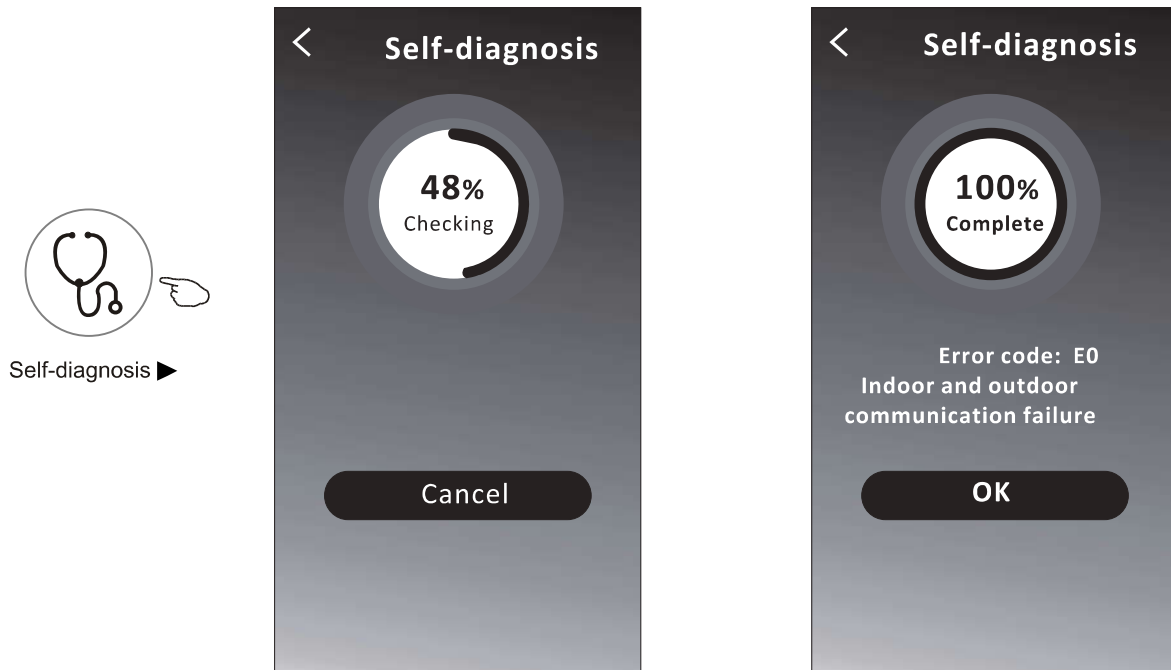 Self-diagnosis ▶
Self-diagnosis
48%
Checking
Cancel
Self-diagnosis
100%
Complete
Error code: E0
Indoor and outdoor
communication failure
OK